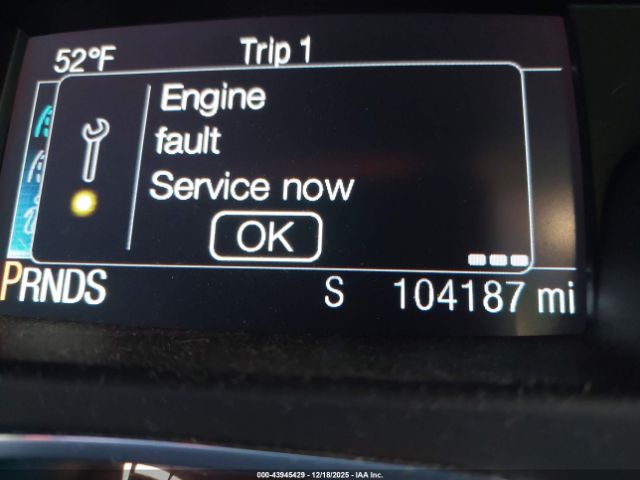 52°F Trip 1
Engine
fault
Service now
OK
PRNDS S 104187 mi
000-43945429 - 12/18/2025 - IAA Inc.